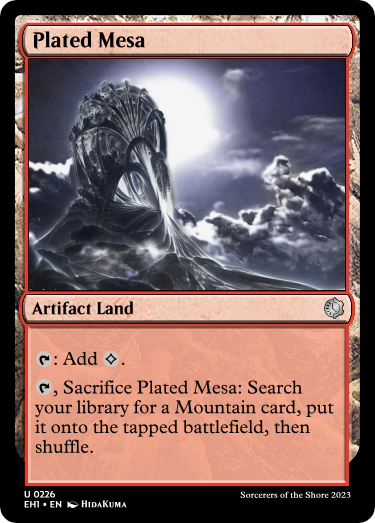 Plated Mesa
Artifact Land
: Add .
, Sacrifice Plated Mesa: Search
your library for a Mountain card, put
it onto the tapped battlefield, then
shuffle.
U 0226
EH1 • EN HIDAKUMA
Sorcerers of the Shore 2023